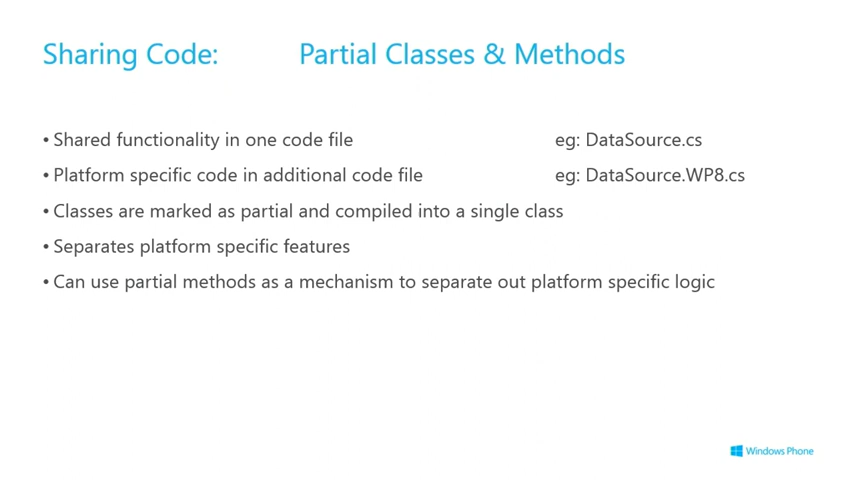 Sharing Code: Partial Classes & Methods
• Shared functionality in one code file eg: DataSource.cs
• Platform specific code in additional code file eg: DataSource.WP8.cs
• Classes are marked as partial and compiled into a single class
• Separates platform specific features
• Can use partial methods as a mechanism to separate out platform specific logic
Windows Phone